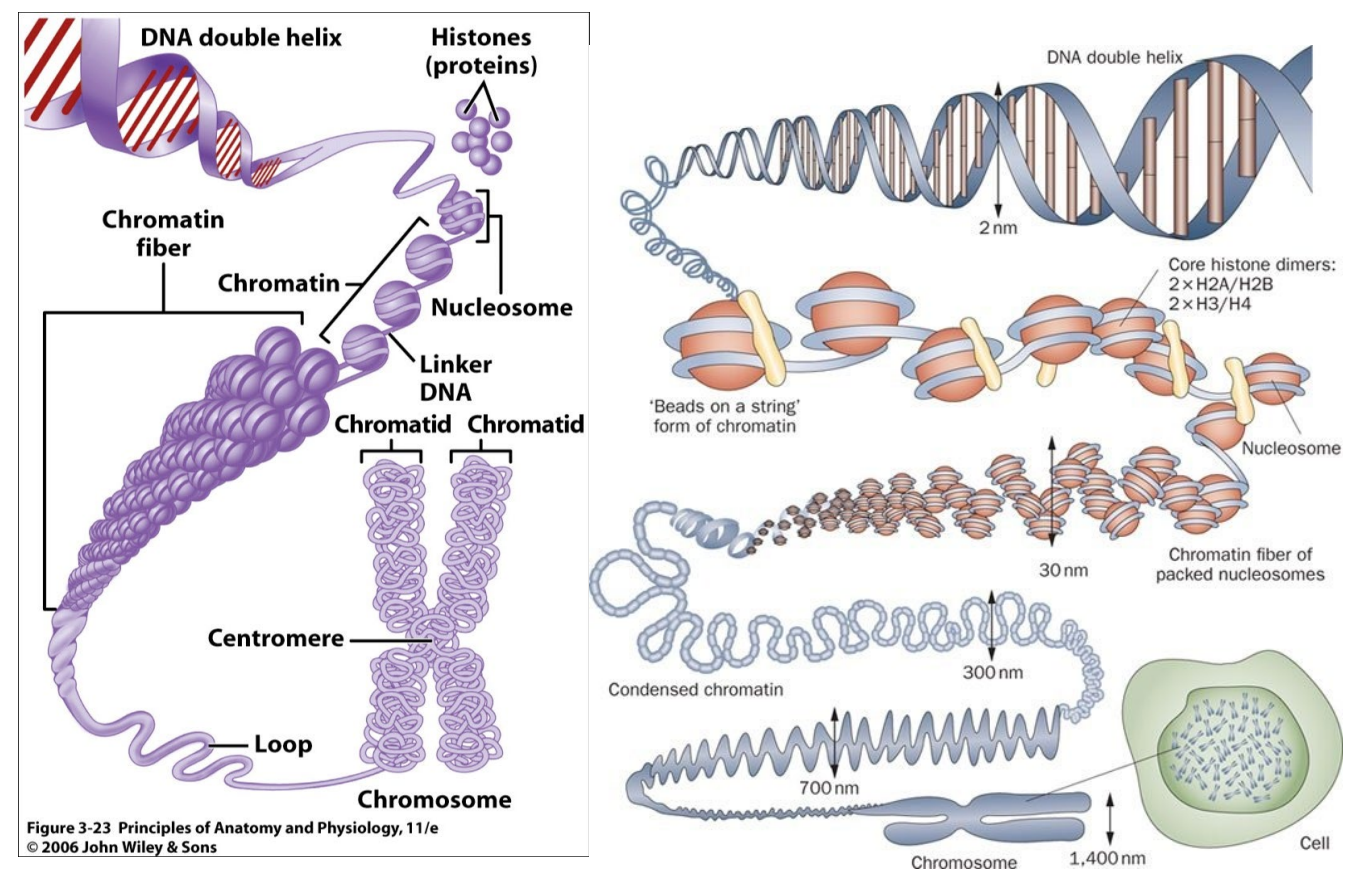 DNA double helix
Histones
(proteins)
Chromatin
fiber
Chromatin
Nucleosome
Linker
DNA
Chromatid
Chromatid
Centromere
Loop
Chromosome
Figure 3-23 Principles of Anatomy and Physiology, 11/e
© 2006 John Wiley & Sons
DNA double helix
2 nm
Core histone dimers:
2×H2A/H2B
2×H3/H4
'Beads on a string'
form of chromatin
Nucleosome
30 nm
Chromatin fiber of
packed nucleosomes
300 nm
Condensed chromatin
700 nm
Chromosome
1,400 nm
Cell